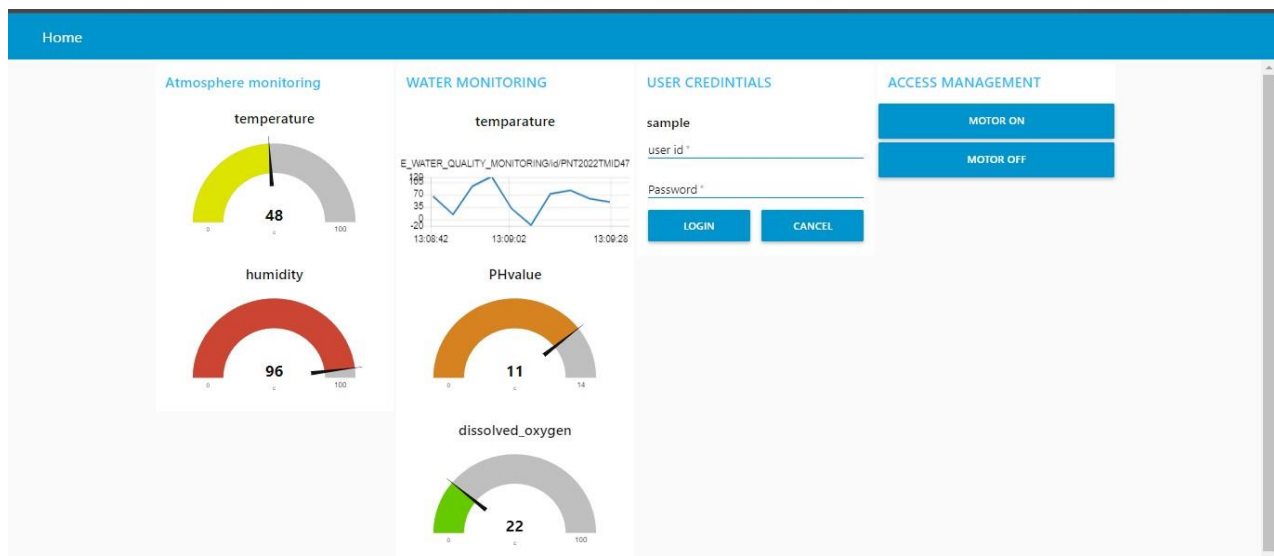 Home
Atmosphere monitoring
temperature
48
0
c
100
humidity
96
0
c
100
WATER MONITORING
temparature
E_WATER_QUALITY_MONITORING/id/PNT2022TMID47
120
105
70
35
0
-20
13:08:42 13:09:02 13:09:28
PHvalue
11
0
c
14
dissolved_oxygen
22
0
c
100
USER CREDINTIALS
sample
user id *
Password *
LOGIN CANCEL
ACCESS MANAGEMENT
MOTOR ON
MOTOR OFF